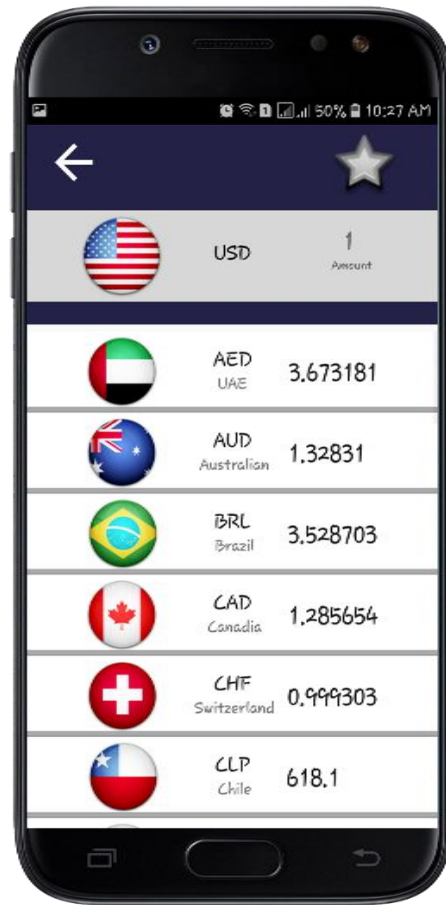 1 50% 10:27 AM
USD
1
Amount
AED
UAE
3.673181
AUD
Australian
1.32831
BRL
Brazil
3.528703
CAD
Canadia
1.285654
CHF
Switzerland
0.999303
CLP
Chile
618.1